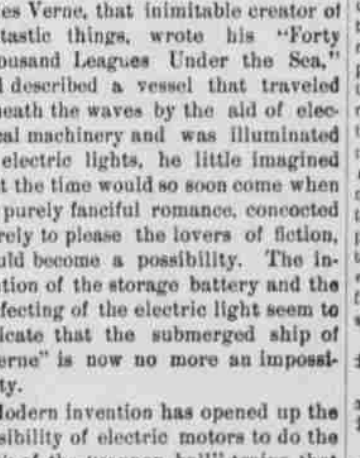 es Verne, that inimitable creator of
tastic things, wrote his "Forty
ousand Leagues Under the Sea,"
described a vessel that traveled
eath the waves by the aid of elec-
cal machinery and was illuminated
electric lights, he little imagined
t the time would so soon come when
purely fanciful romance, concocted
rely to please the lovers of fiction,
uld become a possibility. The in-
tion of the storage battery and the
fecting of the electric light seem to
icate that the submerged ship of
erne" is now no more an impossi-
ty.
lodern invention has opened up the
sibility of electric motors to do the